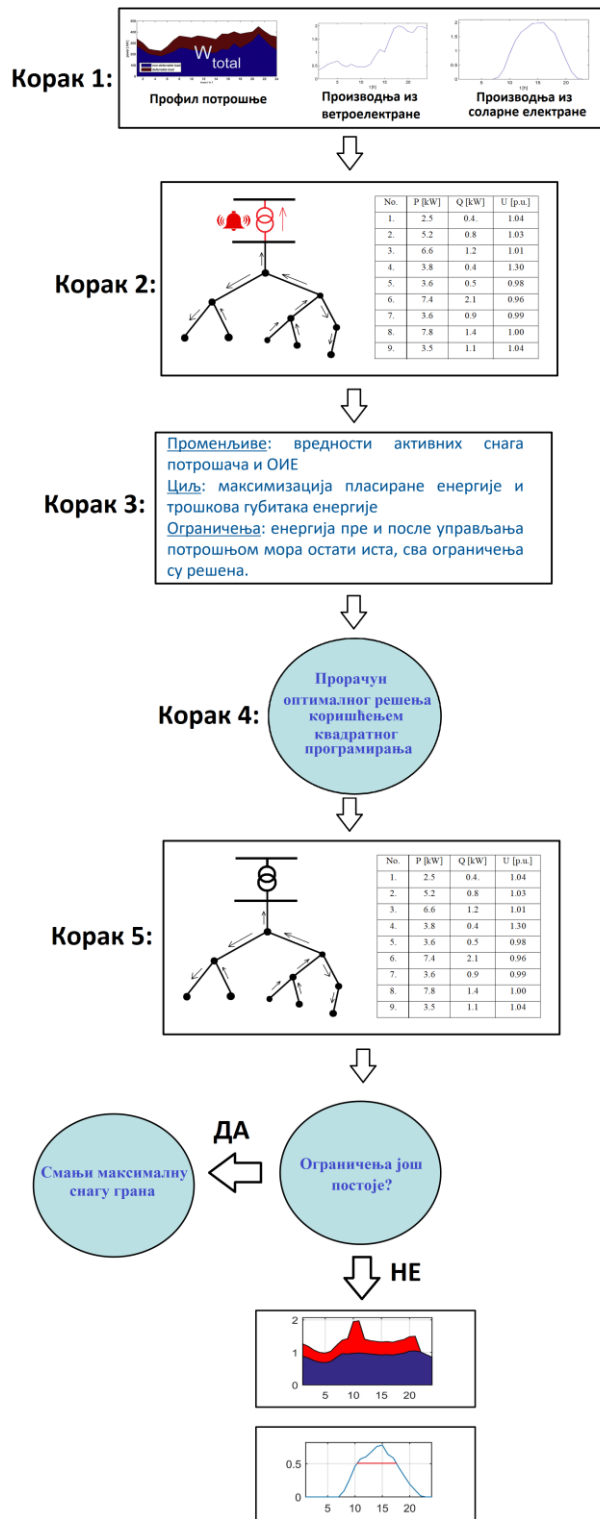 Корак 1:
W total
Профил потрошње
t [h]
Производња из
ветроелектране
t [h]
Производња из
соларне електране
Корак 2:
No. P [kW] Q [kW] U [p.u.]
1. 2.5 0.4. 1.04
2. 5.2 0.8 1.03
3. 6.6 1.2 1.01
4. 3.8 0.4 1.30
5. 3.6 0.5 0.98
6. 7.4 2.1 0.96
7. 3.6 0.9 0.99
8. 7.8 1.4 1.00
9. 3.5 1.1 1.04
Корак 3:
Променљиве: вредности активних снага
потрошача и ОИЕ
Циљ: максимизација пласиране енергије и
трошкова губитака енергије
Ограничења: енергија пре и после управљања
потрошњом мора остати иста, сва ограничења
су решена.
Корак 4:
Прорачун
оптималног решења
коришћењем
квадратног
програмирања
Корак 5:
No. P [kW] Q [kW] U [p.u.]
1. 2.5 0.4. 1.04
2. 5.2 0.8 1.03
3. 6.6 1.2 1.01
4. 3.8 0.4 1.30
5. 3.6 0.5 0.98
6. 7.4 2.1 0.96
7. 3.6 0.9 0.99
8. 7.8 1.4 1.00
9. 3.5 1.1 1.04
ДА
Смањи максималну
снагу грана
Ограничења још
постоје?
НЕ
2
1
0
5 10 15 20
0.5
0
5 10 15 20